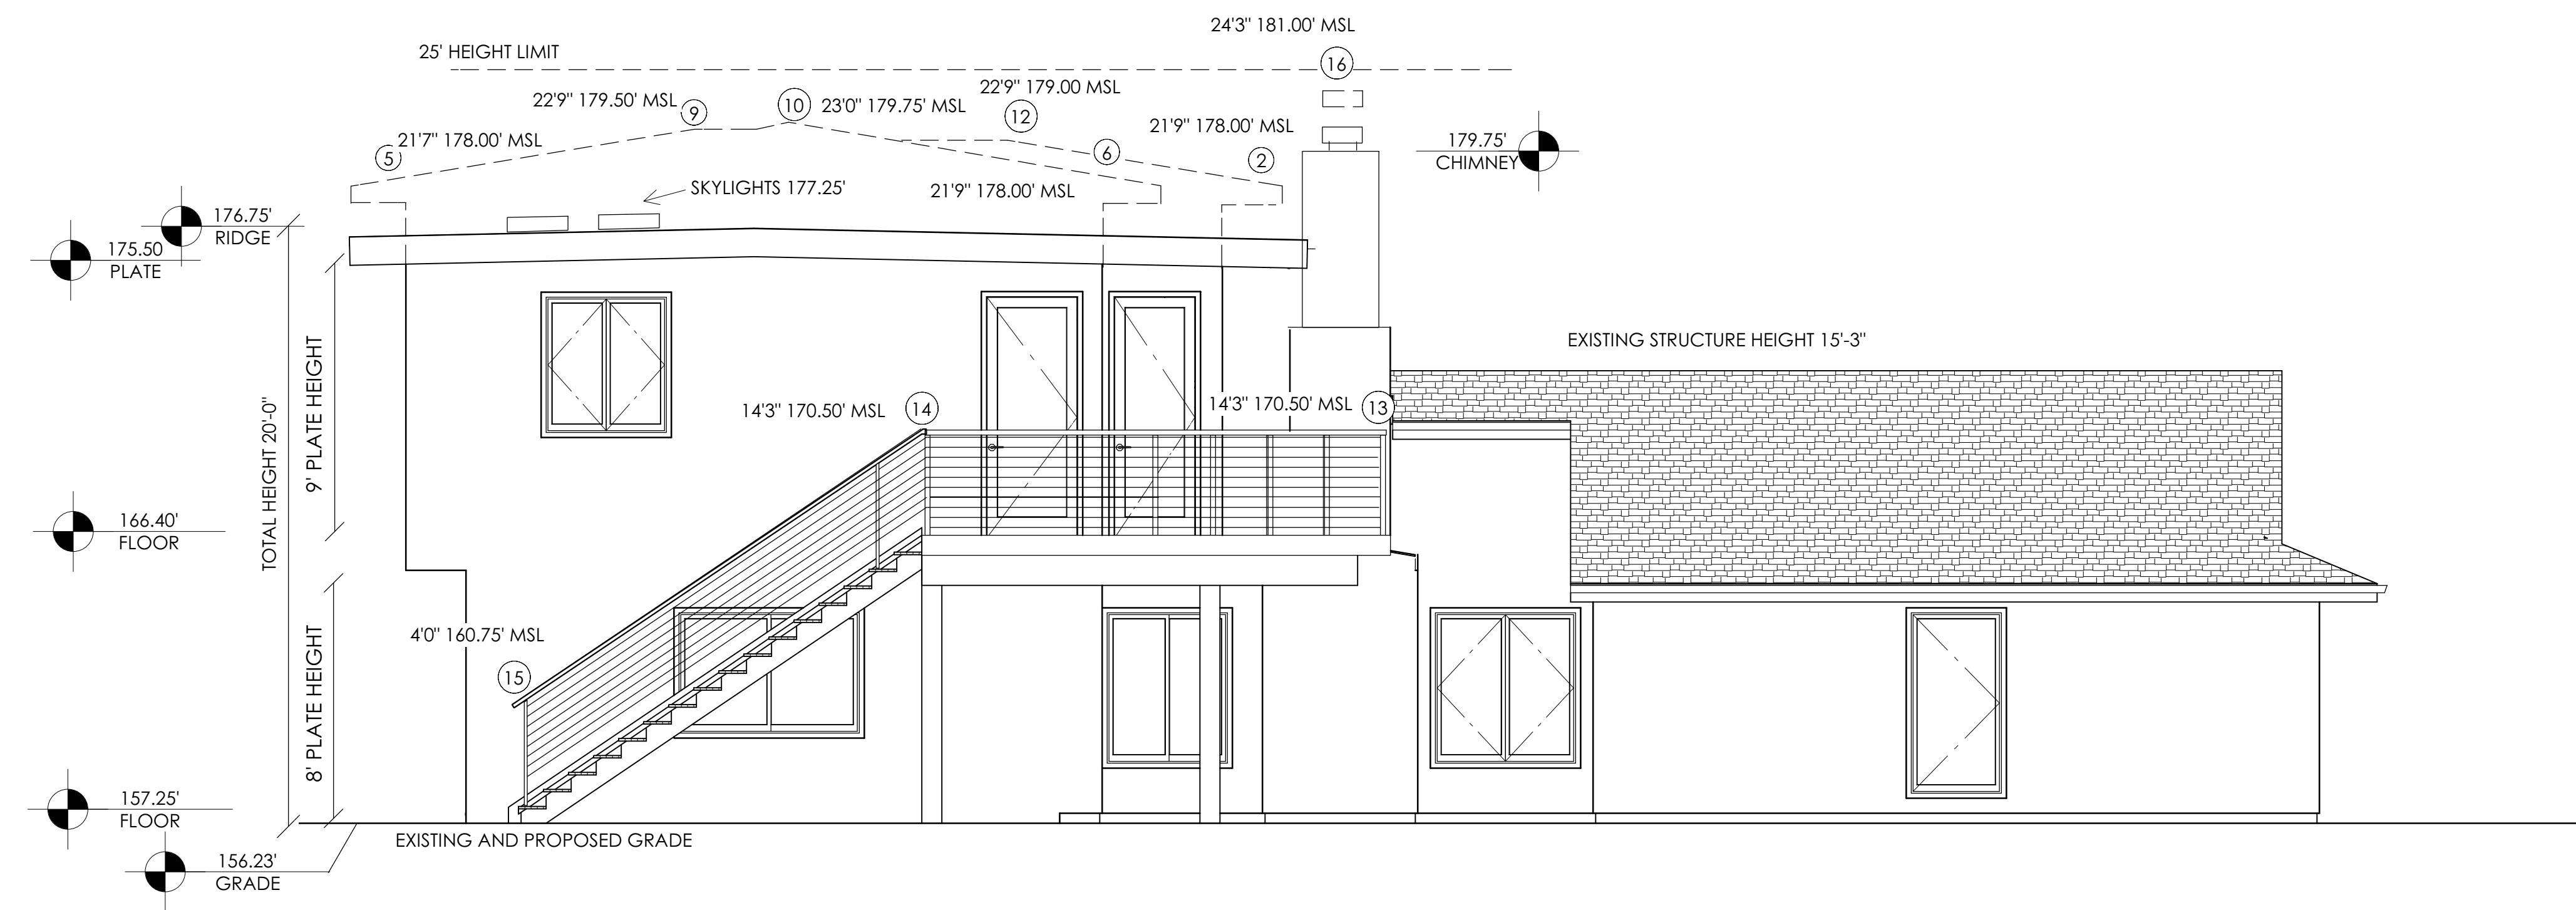 24'3" 181.00' MSL
25' HEIGHT LIMIT
16
22'9" 179.00 MSL
22'9" 179.50' MSL
9
10
23'0" 179.75' MSL
12
21'9" 178.00' MSL
21'7" 178.00' MSL
5
6
2
179.75'
CHIMNEY
SKYLIGHTS 177.25'
21'9" 178.00' MSL
176.75'
RIDGE
175.50
PLATE
EXISTING STRUCTURE HEIGHT 15'-3"
9' PLATE HEIGHT
TOTAL HEIGHT 20'-0"
14'3" 170.50' MSL
14
14'3" 170.50' MSL
13
166.40'
FLOOR
4'0" 160.75' MSL
15
8' PLATE HEIGHT
157.25'
FLOOR
EXISTING AND PROPOSED GRADE
156.23'
GRADE